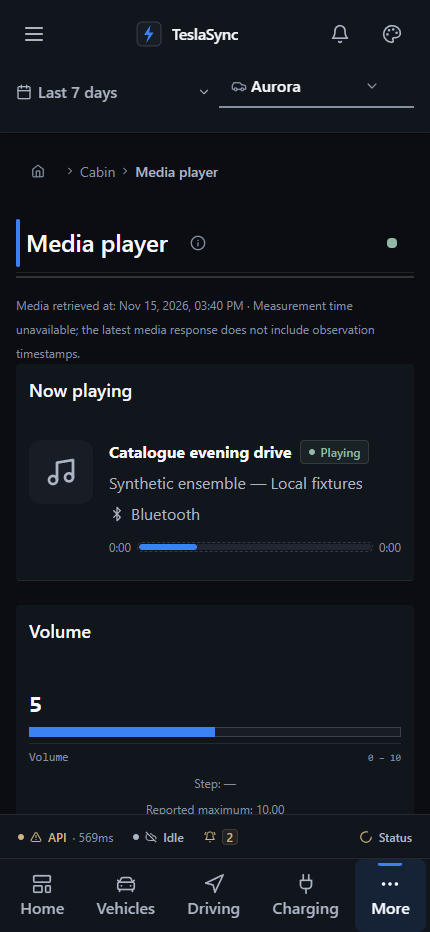 TeslaSync
Last 7 days
Aurora
Cabin
Media player
Media player
Media retrieved at: Nov 15, 2026, 03:40 PM · Measurement time
unavailable; the latest media response does not include observation
timestamps.
Now playing
Catalogue evening drive
Playing
Synthetic ensemble — Local fixtures
Bluetooth
0:00
0:00
Volume
5
Volume
0 – 10
Step: —
Reported maximum: 10.00
API · 569ms
Idle
2
Status
Home
Vehicles
Driving
Charging
More